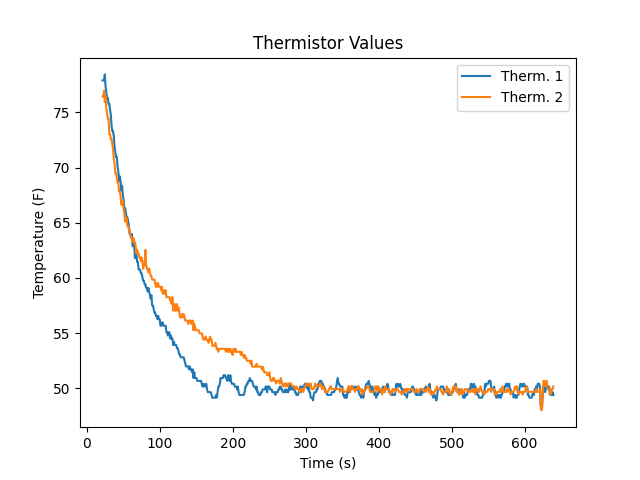 Thermistor Values
Therm. 1
Therm. 2
Temperature (F)
75
70
65
60
55
50
0 100 200 300 400 500 600
Time (s)